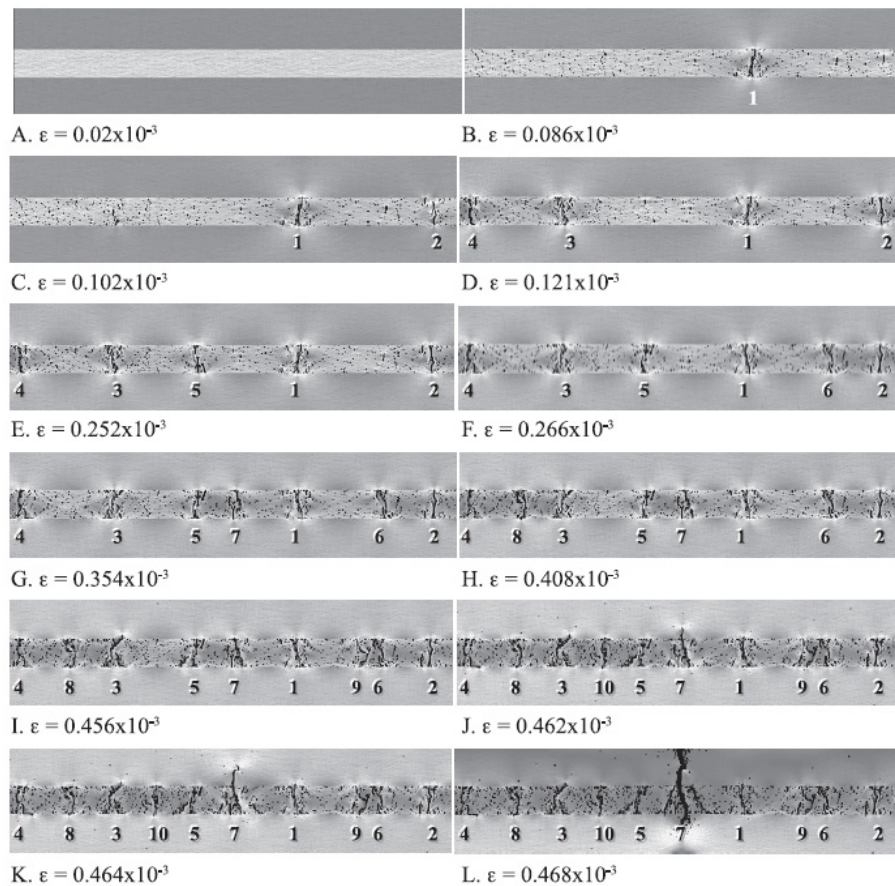 1
A. ε = 0.02x10⁻³ B. ε = 0.086x10⁻³
1 2 4 3 1 2
C. ε = 0.102x10⁻³ D. ε = 0.121x10⁻³
4 3 5 1 2 4 3 5 1 6 2
E. ε = 0.252x10⁻³ F. ε = 0.266x10⁻³
4 3 5 7 1 6 2 4 8 3 5 7 1 6 2
G. ε = 0.354x10⁻³ H. ε = 0.408x10⁻³
4 8 3 5 7 1 9 6 2 4 8 3 10 5 7 1 9 6 2
I. ε = 0.456x10⁻³ J. ε = 0.462x10⁻³
4 8 3 10 5 7 1 9 6 2 4 8 3 10 5 7 1 9 6 2
K. ε = 0.464x10⁻³ L. ε = 0.468x10⁻³